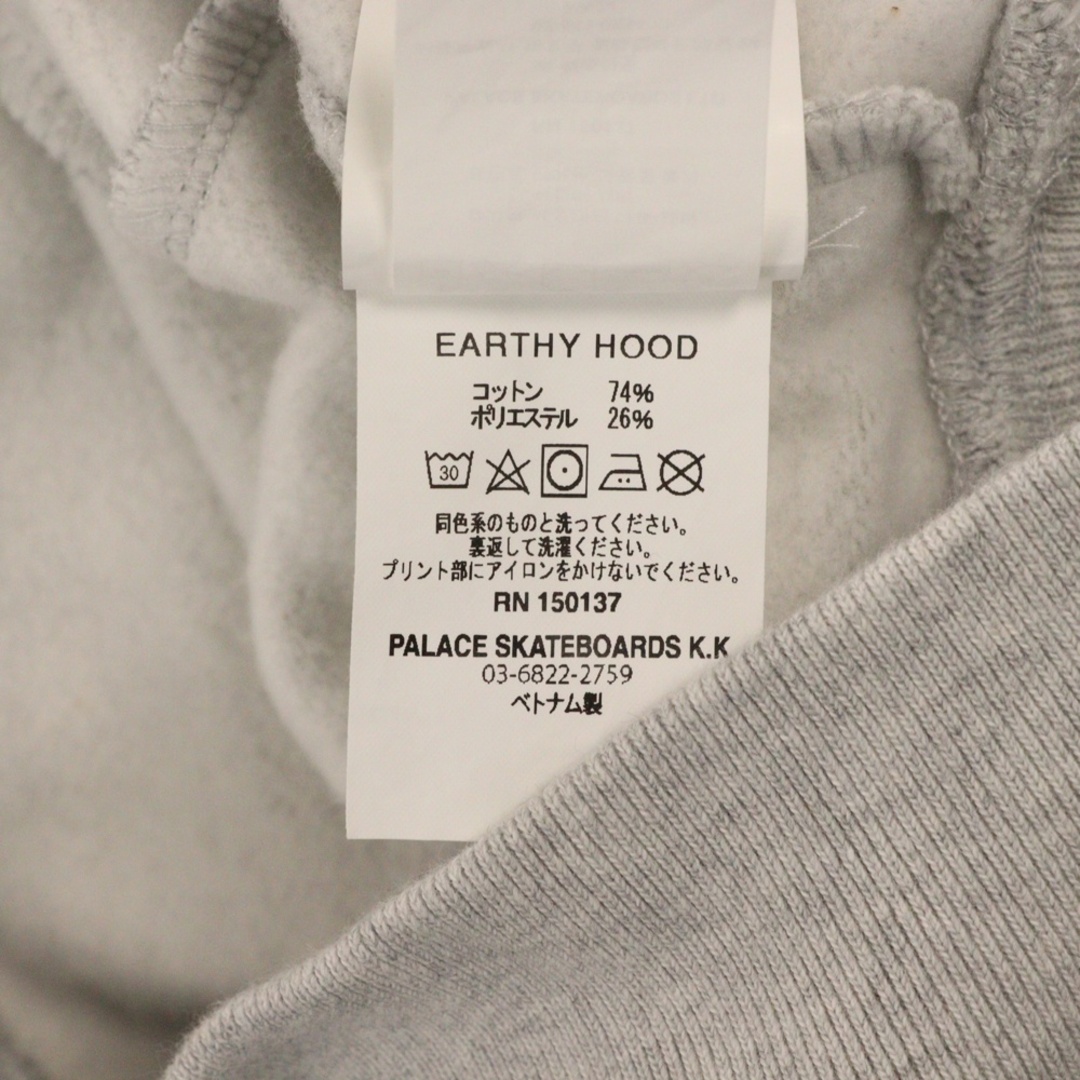 EARTHY HOOD
コットン 74%
ポリエステル 26%
30
同色系のものと洗ってください。
裏返して洗濯ください。
プリント部にアイロンをかけないでください。
RN 150137
PALACE SKATEBOARDS K.K
03-6822-2759
ベトナム製